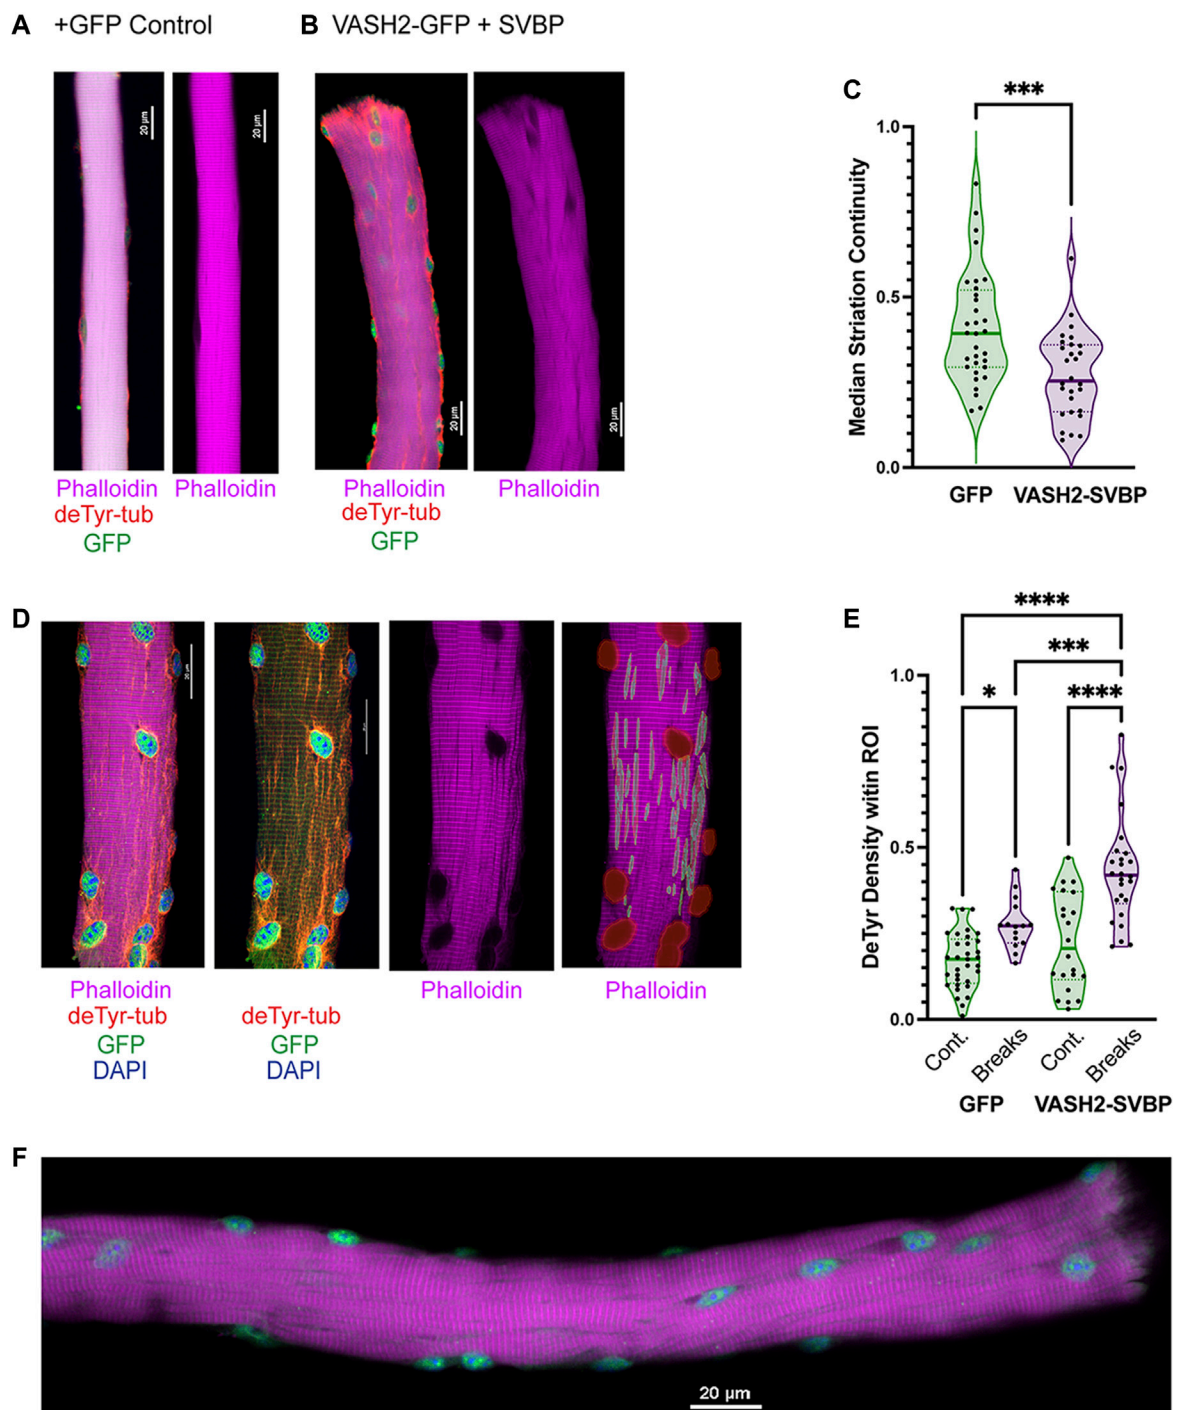 A +GFP Control
B VASH2-GFP + SVBP
20 µm
20 µm
20 µm
20 µm
Phalloidin
deTyr-tub
GFP
Phalloidin
Phalloidin
deTyr-tub
GFP
Phalloidin
C
***
1.0
0.5
0.0
Median Striation Continuity
GFP VASH2-SVBP
D
20 µm
Phalloidin
deTyr-tub
GFP
DAPI
deTyr-tub
GFP
DAPI
Phalloidin
Phalloidin
E
****
***
* ****
1.0
0.5
0.0
DeTyr Density witin ROI
Cont. Breaks Cont. Breaks
GFP VASH2-SVBP
F
20 µm